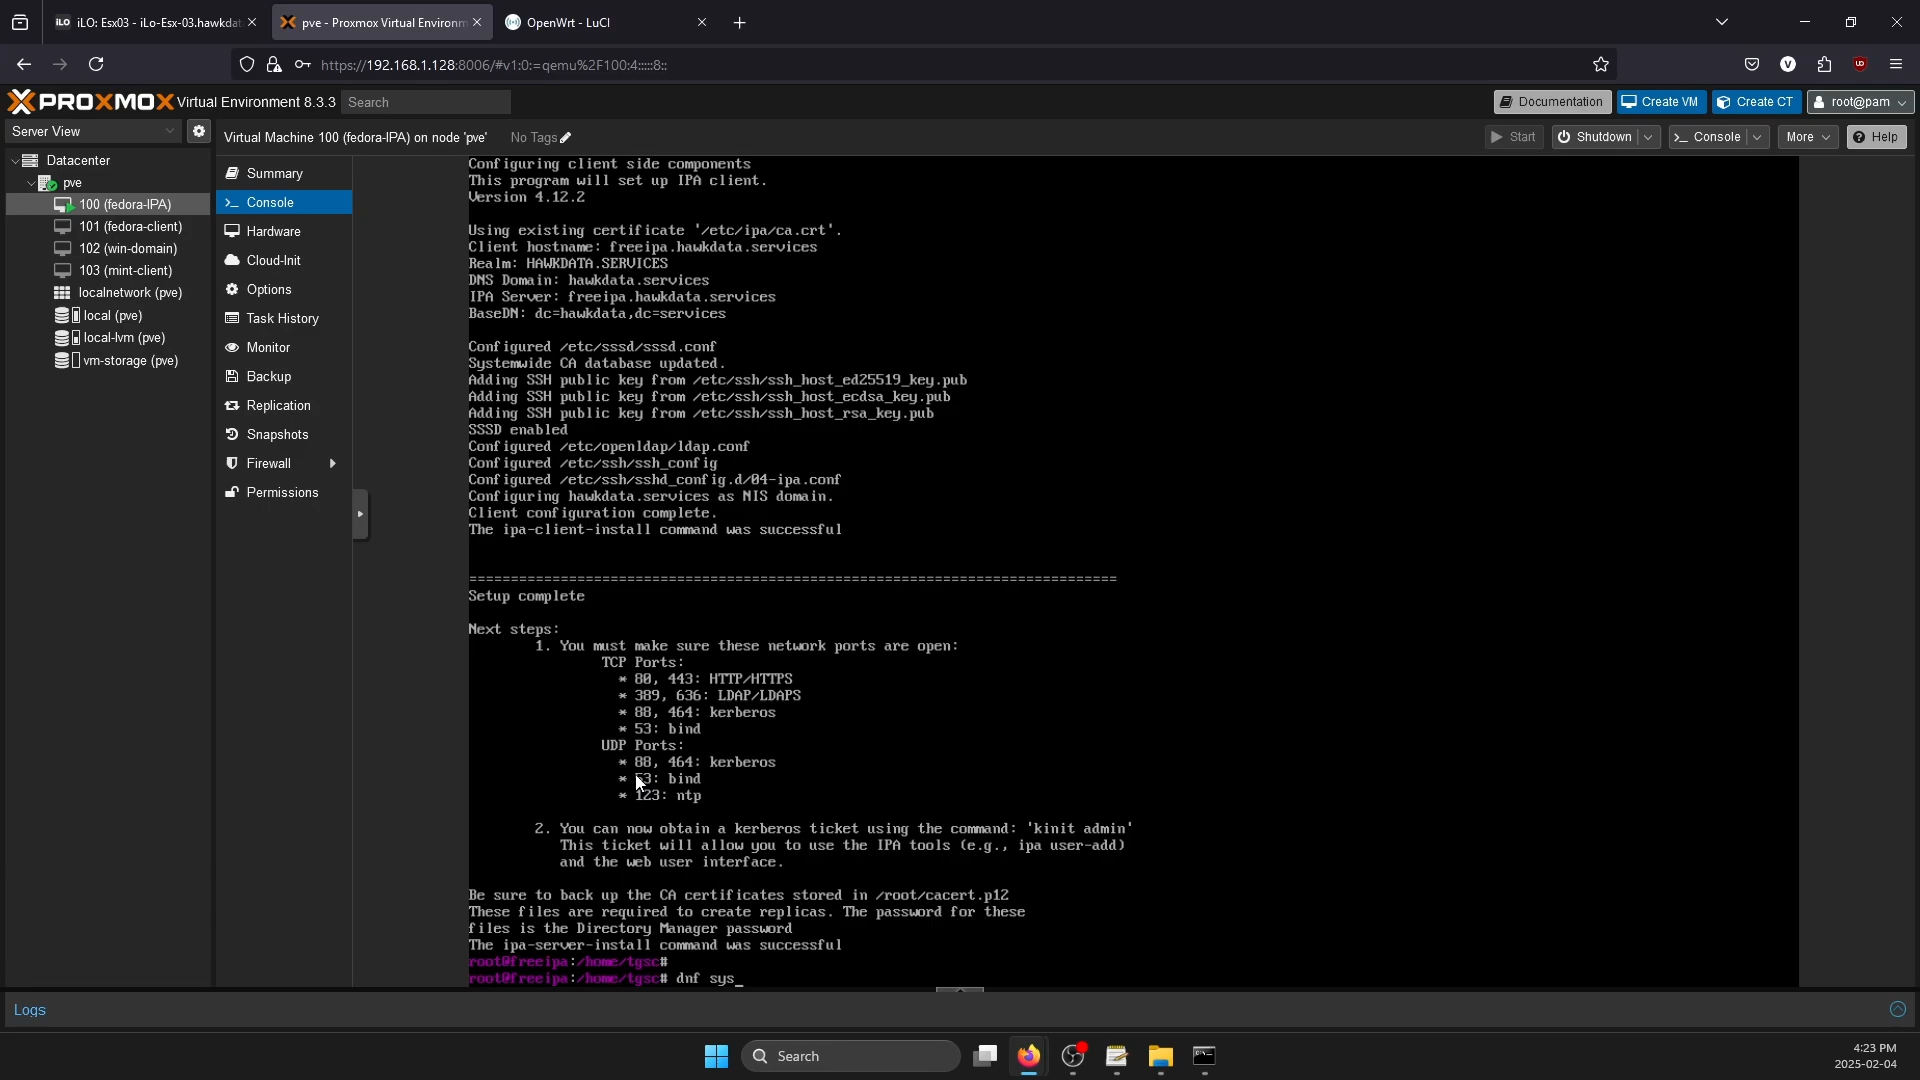 iLO: Esx03 - iLo-Esx-03.hawkdat
pve - Proxmox Virtual Environm
OpenWrt - LuCI
https://192.168.1.128:8006/#v1:0:=qemu%2F100:4:::::8::
PROXMOX Virtual Environment 8.3.3
Search
Documentation
Create VM
Create CT
root@pam
Server View
Virtual Machine 100 (fedora-IPA) on node 'pve'
No Tags
Start
Shutdown
Console
More
Help
Datacenter
pve
100 (fedora-IPA)
101 (fedora-client)
102 (win-domain)
103 (mint-client)
localnetwork (pve)
local (pve)
local-lvm (pve)
vm-storage (pve)
Summary
Console
Hardware
Cloud-Init
Options
Task History
Monitor
Backup
Replication
Snapshots
Firewall
Permissions
Configuring client side components
This program will set up IPA client.
Version 4.12.2
Using existing certificate '/etc/ipa/ca.crt'.
Client hostname: freeipa.hawkdata.services
Realm: HAWKDATA.SERVICES
DNS Domain: hawkdata.services
IPA Server: freeipa.hawkdata.services
BaseDN: dc=hawkdata,dc=services
Configured /etc/sssd/sssd.conf
Systemwide CA database updated.
Adding SSH public key from /etc/ssh/ssh_host_ed25519_key.pub
Adding SSH public key from /etc/ssh/ssh_host_ecdsa_key.pub
Adding SSH public key from /etc/ssh/ssh_host_rsa_key.pub
SSSD enabled
Configured /etc/openldap/ldap.conf
Configured /etc/ssh/ssh_config
Configured /etc/ssh/sshd_config.d/04-ipa.conf
Configuring hawkdata.services as NIS domain.
Client configuration complete.
The ipa-client-install command was successful
==============================================================================
Setup complete
Next steps:
1. You must make sure these network ports are open:
TCP Ports:
* 80, 443: HTTP/HTTPS
* 389, 636: LDAP/LDAPS
* 88, 464: kerberos
* 53: bind
UDP Ports:
* 88, 464: kerberos
* 53: bind
* 123: ntp
2. You can now obtain a kerberos ticket using the command: 'kinit admin'
This ticket will allow you to use the IPA tools (e.g., ipa user-add)
and the web user interface.
Be sure to back up the CA certificates stored in /root/cacert.p12
These files are required to create replicas. The password for these
files is the Directory Manager password
The ipa-server-install command was successful
root@freeipa:/home/tgsc#
root@freeipa:/home/tgsc# dnf sys_
Logs
Search
4:23 PM
2025-02-04